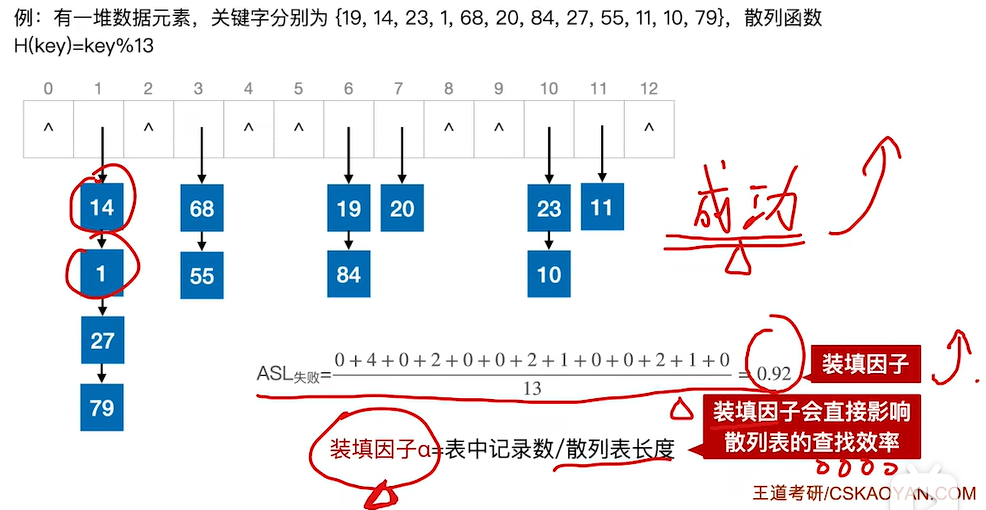 例：有一堆数据元素，关键字分别为 {19, 14, 23, 1, 68, 20, 84, 27, 55, 11, 10, 79}，散列函数
H(key)=key%13
0 1 2 3 4 5 6 7 8 9 10 11 12
^ ^ ^ ^ ^ ^ ^
14 68 19 20 23 11
成功
1 55 84 10
27
79
ASL失败=(0+4+0+2+0+0+2+1+0+0+2+1+0)/13=0.92
装填因子
装填因子会直接影响
散列表的查找效率
装填因子α=表中记录数/散列表长度
王道考研/CSKAOYAN.COM